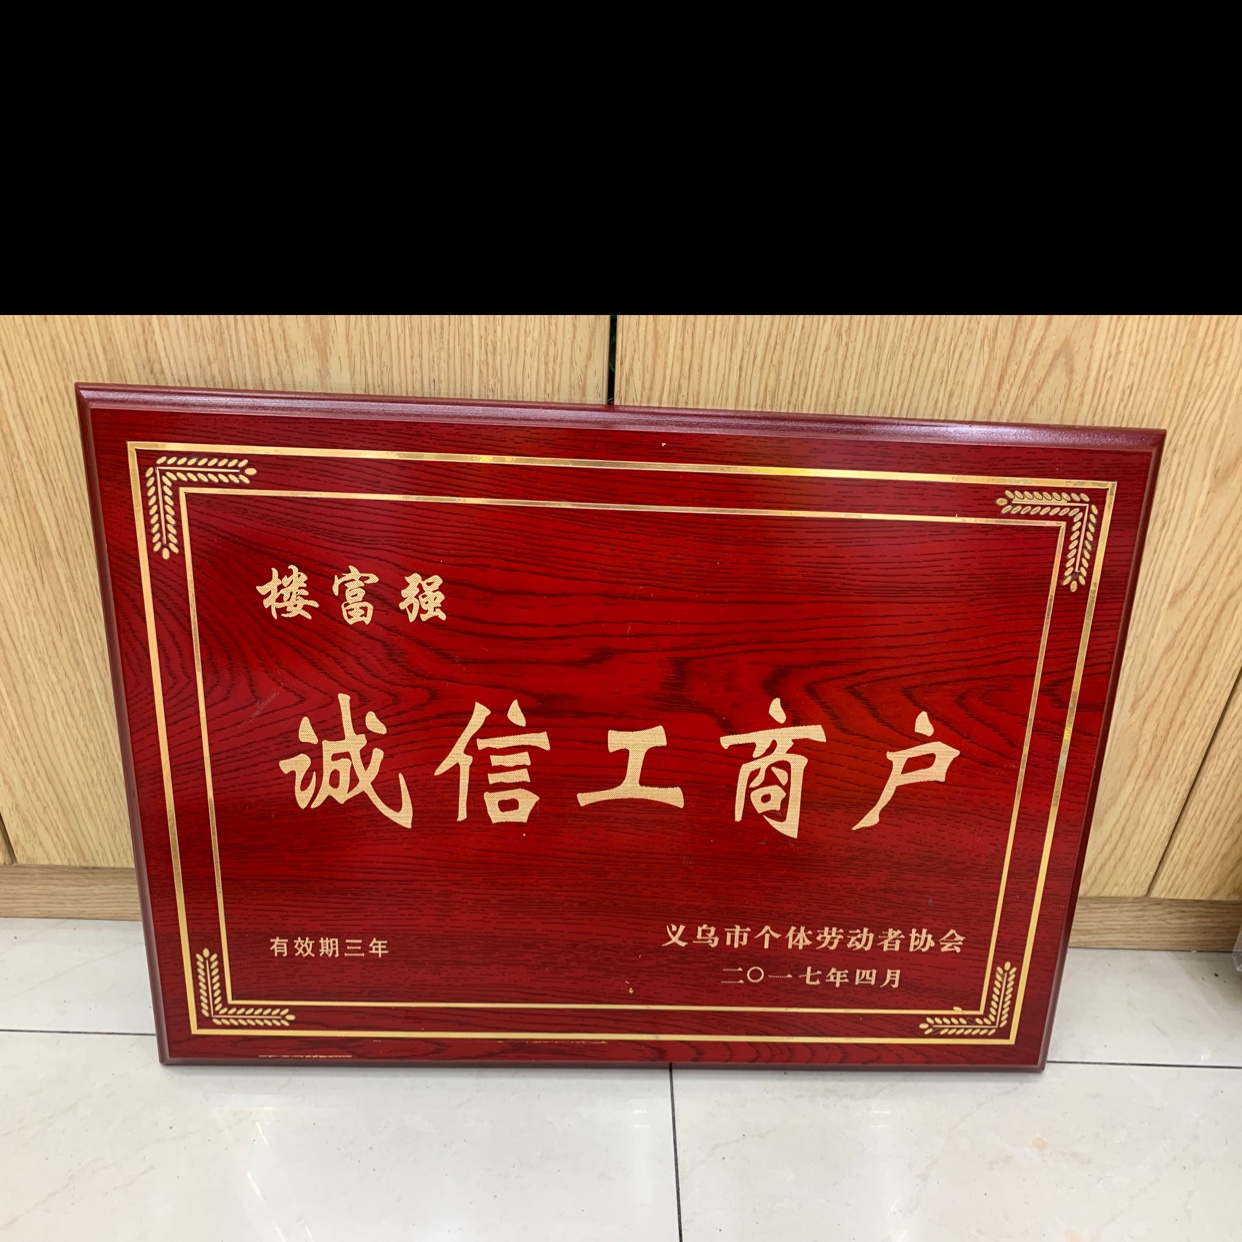 楼富强
诚信工商户
有效期三年
义乌市个体劳动者协会
二〇一七年四月